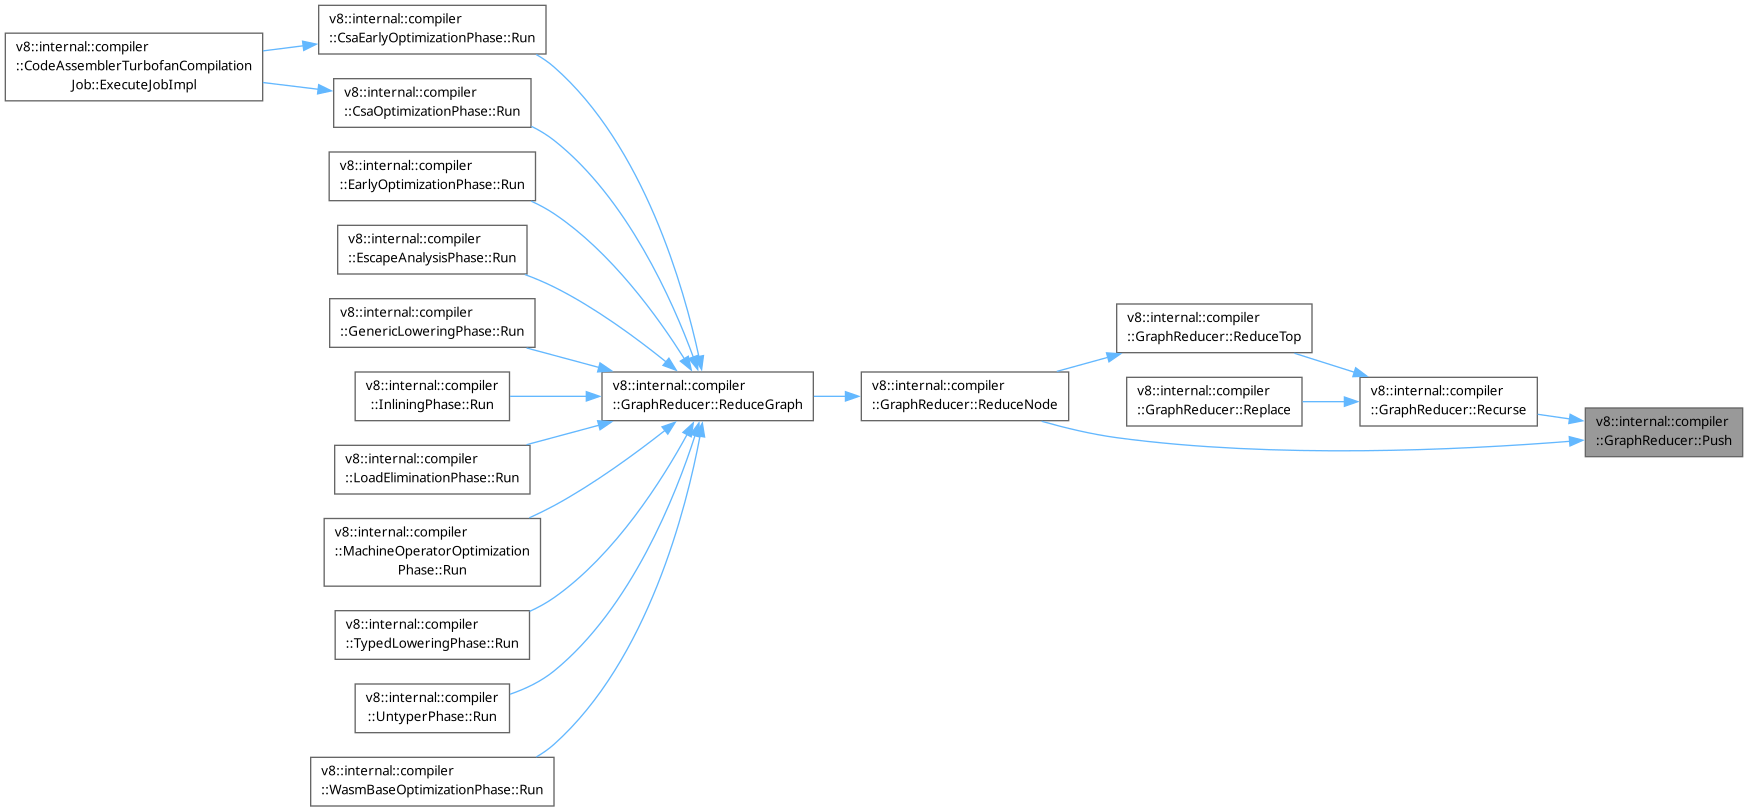 v8::internal::compiler
::CodeAssemblerTurbofanCompilation
Job::ExecuteJobImpl
v8::internal::compiler
::CsaEarlyOptimizationPhase::Run
v8::internal::compiler
::CsaOptimizationPhase::Run
v8::internal::compiler
::EarlyOptimizationPhase::Run
v8::internal::compiler
::EscapeAnalysisPhase::Run
v8::internal::compiler
::GenericLoweringPhase::Run
v8::internal::compiler
::InliningPhase::Run
v8::internal::compiler
::LoadEliminationPhase::Run
v8::internal::compiler
::MachineOperatorOptimization
Phase::Run
v8::internal::compiler
::TypedLoweringPhase::Run
v8::internal::compiler
::UntyperPhase::Run
v8::internal::compiler
::WasmBaseOptimizationPhase::Run
v8::internal::compiler
::GraphReducer::ReduceGraph
v8::internal::compiler
::GraphReducer::ReduceNode
v8::internal::compiler
::GraphReducer::ReduceTop
v8::internal::compiler
::GraphReducer::Replace
v8::internal::compiler
::GraphReducer::Recurse
v8::internal::compiler
::GraphReducer::Push